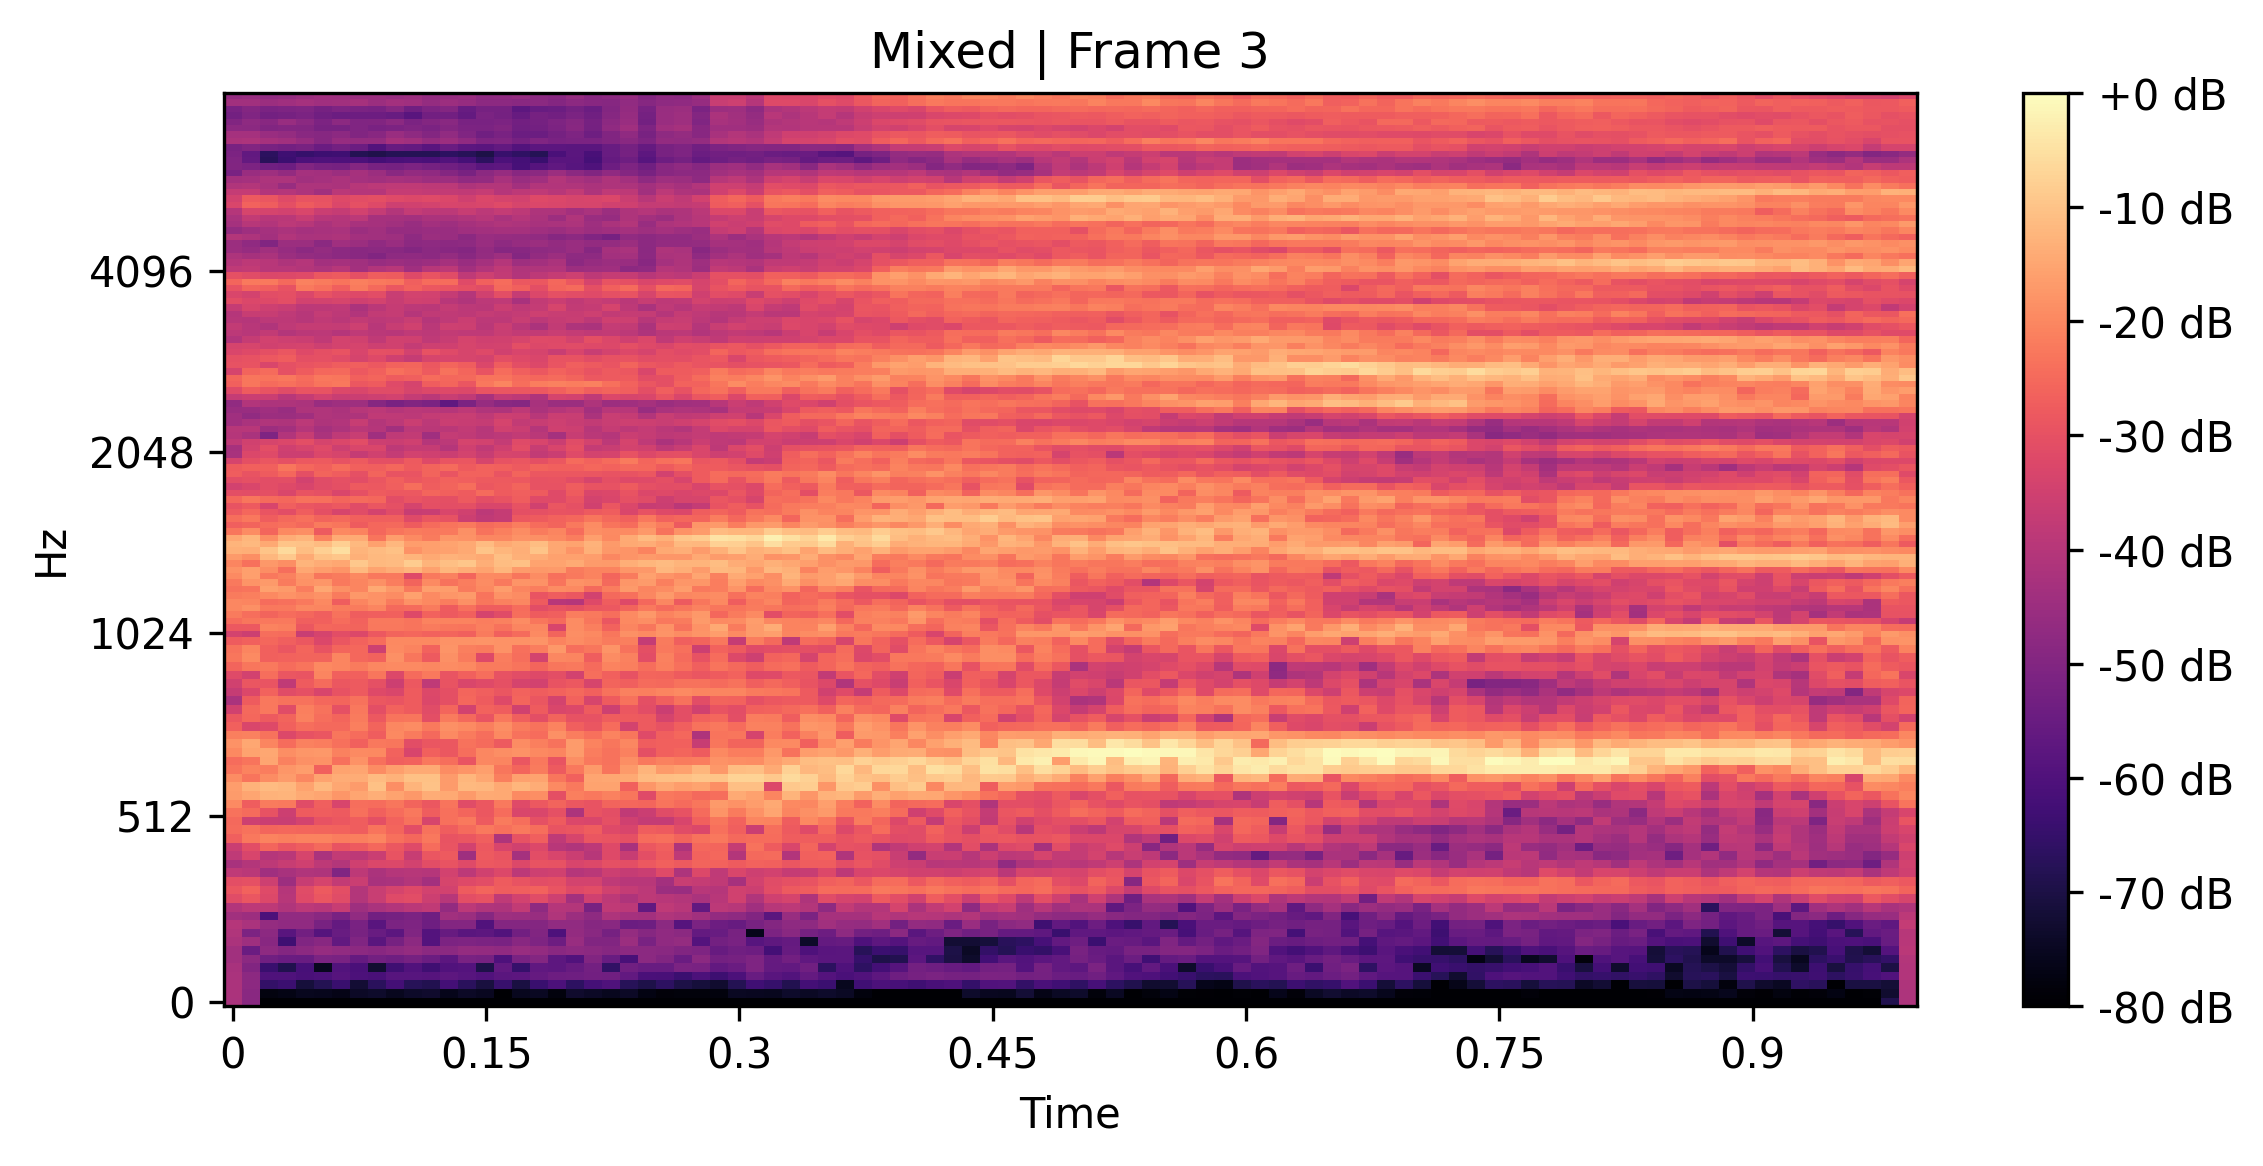 Mixed | Frame 3
Hz
4096
2048
1024
512
0
0 0.15 0.3 0.45 0.6 0.75 0.9
Time
+0 dB
-10 dB
-20 dB
-30 dB
-40 dB
-50 dB
-60 dB
-70 dB
-80 dB